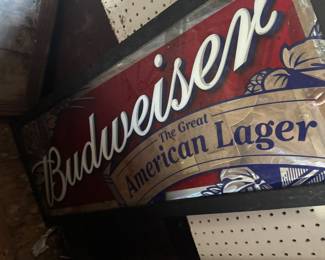 Budweiser
The Great
American Lager